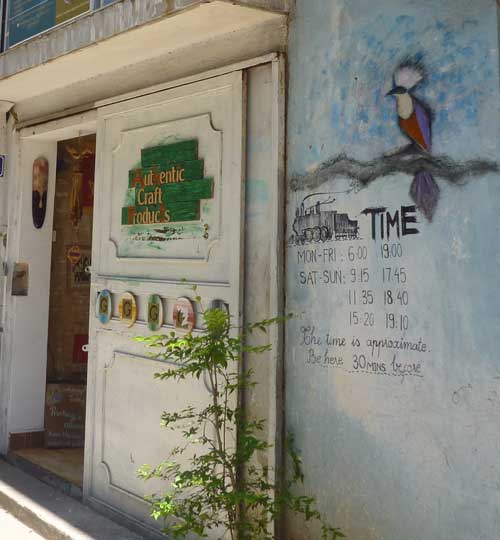 Authentic
Craft
Products
TIME
MON-FRI: 6:00 19:00
SAT-SUN: 9:15 17:45
11:35 18:40
15:20 19:10
The time is approximate.
Be here 30 MINS before